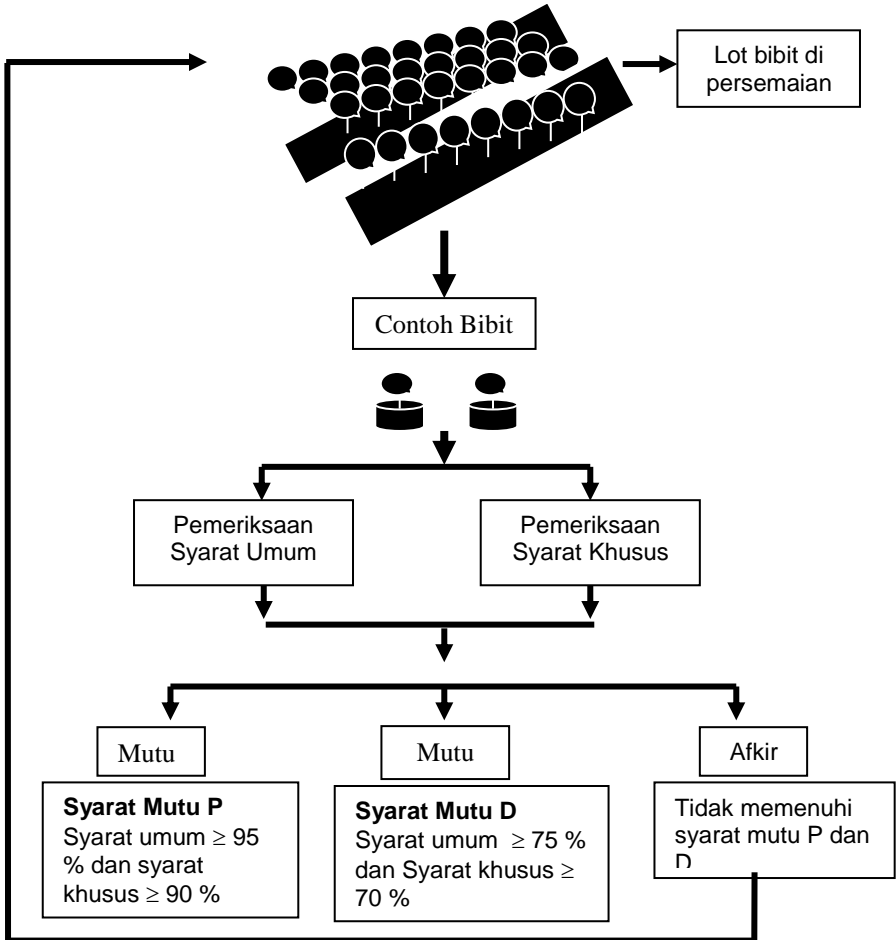 Lot bibit di
persemaian
Contoh Bibit
Pemeriksaan
Syarat Umum
Pemeriksaan
Syarat Khusus
Mutu
Mutu
Afkir
Syarat Mutu P
Syarat umum ≥ 95
% dan syarat
khusus ≥ 90 %
Syarat Mutu D
Syarat umum ≥ 75 %
dan Syarat khusus ≥
70 %
Tidak memenuhi
syarat mutu P dan
D